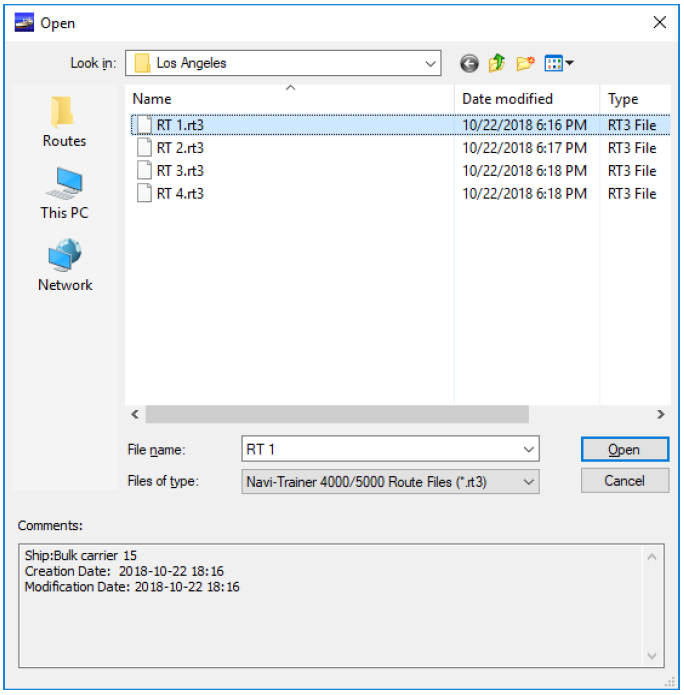 Open
Look in: Los Angeles
Name Date modified Type
RT 1.rt3 10/22/2018 6:16 PM RT3 File
RT 2.rt3 10/22/2018 6:17 PM RT3 File
RT 3.rt3 10/22/2018 6:18 PM RT3 File
RT 4.rt3 10/22/2018 6:18 PM RT3 File
Routes
This PC
Network
File name: RT 1 Open
Files of type: Navi-Trainer 4000/5000 Route Files (*.rt3) Cancel
Comments:
Ship:Bulk carrier 15
Creation Date: 2018-10-22 18:16
Modification Date: 2018-10-22 18:16